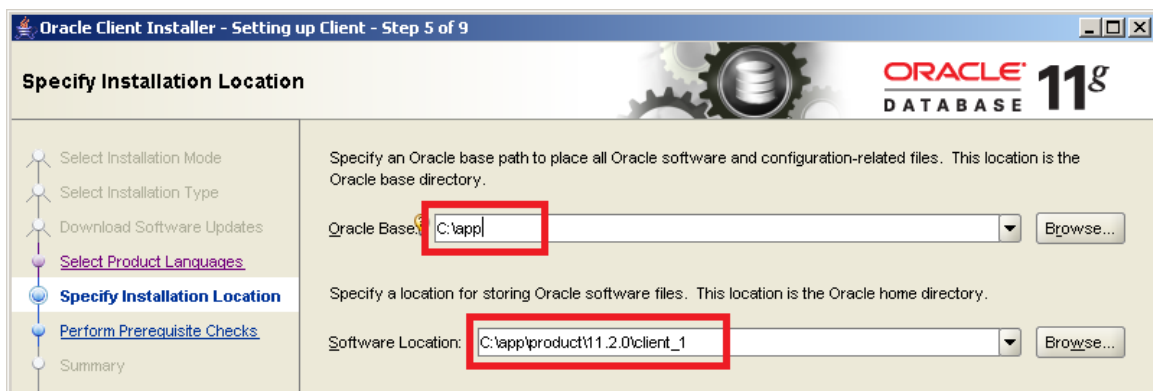 Oracle Client Installer - Setting up Client - Step 5 of 9
Specify Installation Location
ORACLE
DATABASE
11g
Select Installation Mode
Select Installation Type
Download Software Updates
Select Product Languages
Specify Installation Location
Perform Prerequisite Checks
Summary
Specify an Oracle base path to place all Oracle software and configuration-related files. This location is the
Oracle base directory.
Oracle Base: C:\app
Browse...
Specify a location for storing Oracle software files. This location is the Oracle home directory.
Software Location: C:\app\product\11.2.0\client_1
Browse...